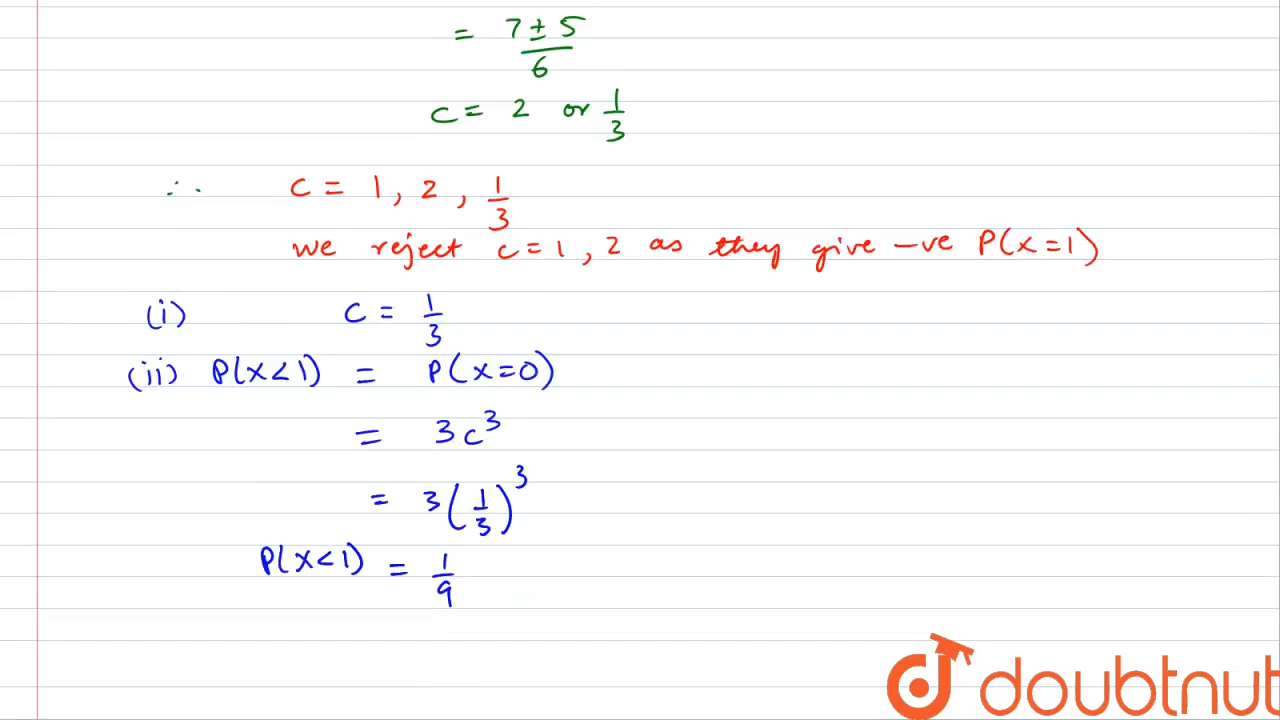 = 7 ± 5 / 6
c = 2 or 1/3
∴ c = 1, 2, 1/3
we reject c = 1, 2 as they give -ve P(x=1)
(i) c = 1/3
(ii) P(x<1) = P(x=0)
= 3c³
= 3(1/3)³
P(x<1) = 1/9
doubtnut